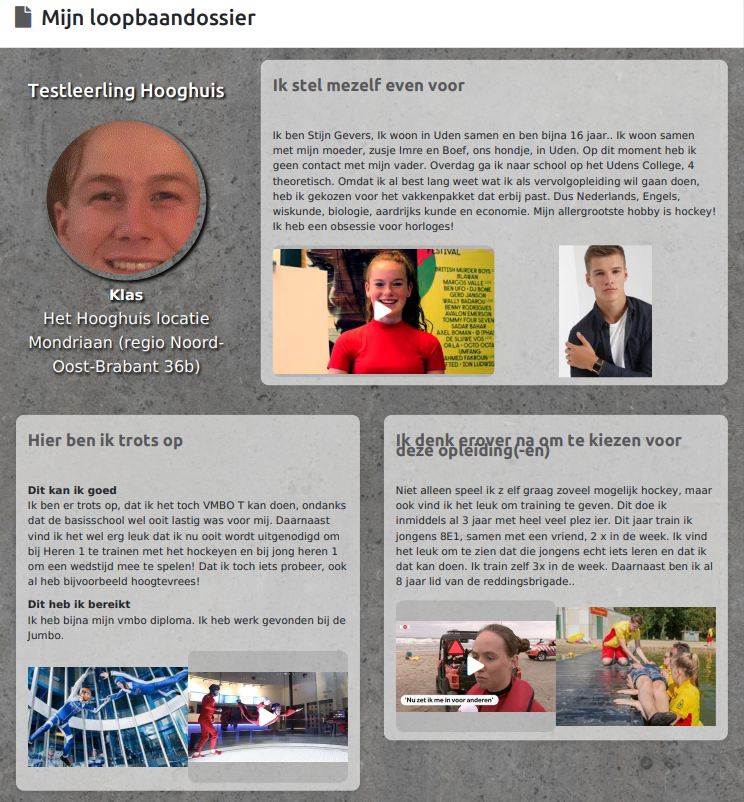 Mijn loopbaandossier
Testleerling Hooghuis
Klas
Het Hooghuis locatie
Mondriaan (regio Noord-
Oost-Brabant 36b)
Ik stel mezelf even voor
Ik ben Stijn Gevers, Ik woon in Uden samen en ben bijna 16 jaar.. Ik woon samen
met mijn moeder, zusje Imre en Boef, ons hondje, in Uden. Op dit moment heb ik
geen contact met mijn vader. Overdag ga ik naar school op het Udens College, 4
theoretisch. Omdat ik al best lang weet wat ik als vervolgopleiding wil gaan doen,
heb ik gekozen voor het vakkenpakket dat erbij past. Dus Nederlands, Engels,
wiskunde, biologie, aardrijks kunde en economie. Mijn allergrootste hobby is hockey!
Ik heb een obsessie voor horloges!
FESTIVAL
BRITISH MURDER BOYS
BLAWAN
MARGOS VALLE
BEN UFO · DJ BONE
GERD JANSON
WALLY BADAROU
BENNY RODRIGUES
AVALON EMERSON
TOMMY FOUR SEVEN
SADAR BAHAR
AXEL BOMAN
DE SLUWE VOS
ORLA · OCTO OCTA
UMFANG
AHMED FAKROUN
FTED · ION LUDWIG
Hier ben ik trots op
Dit kan ik goed
Ik ben er trots op, dat ik het toch VMBO T kan doen, ondanks
dat de basisschool wel ooit lastig was voor mij. Daarnaast
vind ik het wel erg leuk dat ik nu ooit wordt uitgenodigd om
bij Heren 1 te trainen met het hockeyen en bij jong heren 1
om een wedstijd mee te spelen! Dat ik toch iets probeer, ook
al heb bijvoorbeeld hoogtevrees!
Dit heb ik bereikt
Ik heb bijna mijn vmbo diploma. Ik heb werk gevonden bij de
Jumbo.
Ik denk erover na om te kiezen voor
deze opleiding(-en)
Niet alleen speel ik z elf graag zoveel mogelijk hockey, maar
ook vind ik het leuk om training te geven. Dit doe ik
inmiddels al 3 jaar met heel veel plez ier. Dit jaar train ik
jongens 8E1, samen met een vriend, 2 x in de week. Ik vind
het leuk om te zien dat die jongens echt iets leren en dat ik
dat kan doen. Ik train zelf 3x in de week. Daarnaast ben ik al
8 jaar lid van de reddingsbrigade..
'Nu zet ik me in voor anderen'